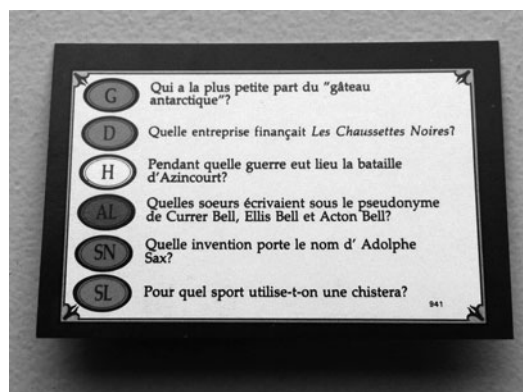 G Qui a la plus petite part du "gâteau
antarctique"?
D Quelle entreprise finançait Les Chaussettes Noires?
H Pendant quelle guerre eut lieu la bataille
d'Azincourt?
AL Quelles soeurs écrivaient sous le pseudonyme
de Currer Bell, Ellis Bell et Acton Bell?
SN Quelle invention porte le nom d' Adolphe
Sax?
SL Pour quel sport utilise-t-on une chistera?
941